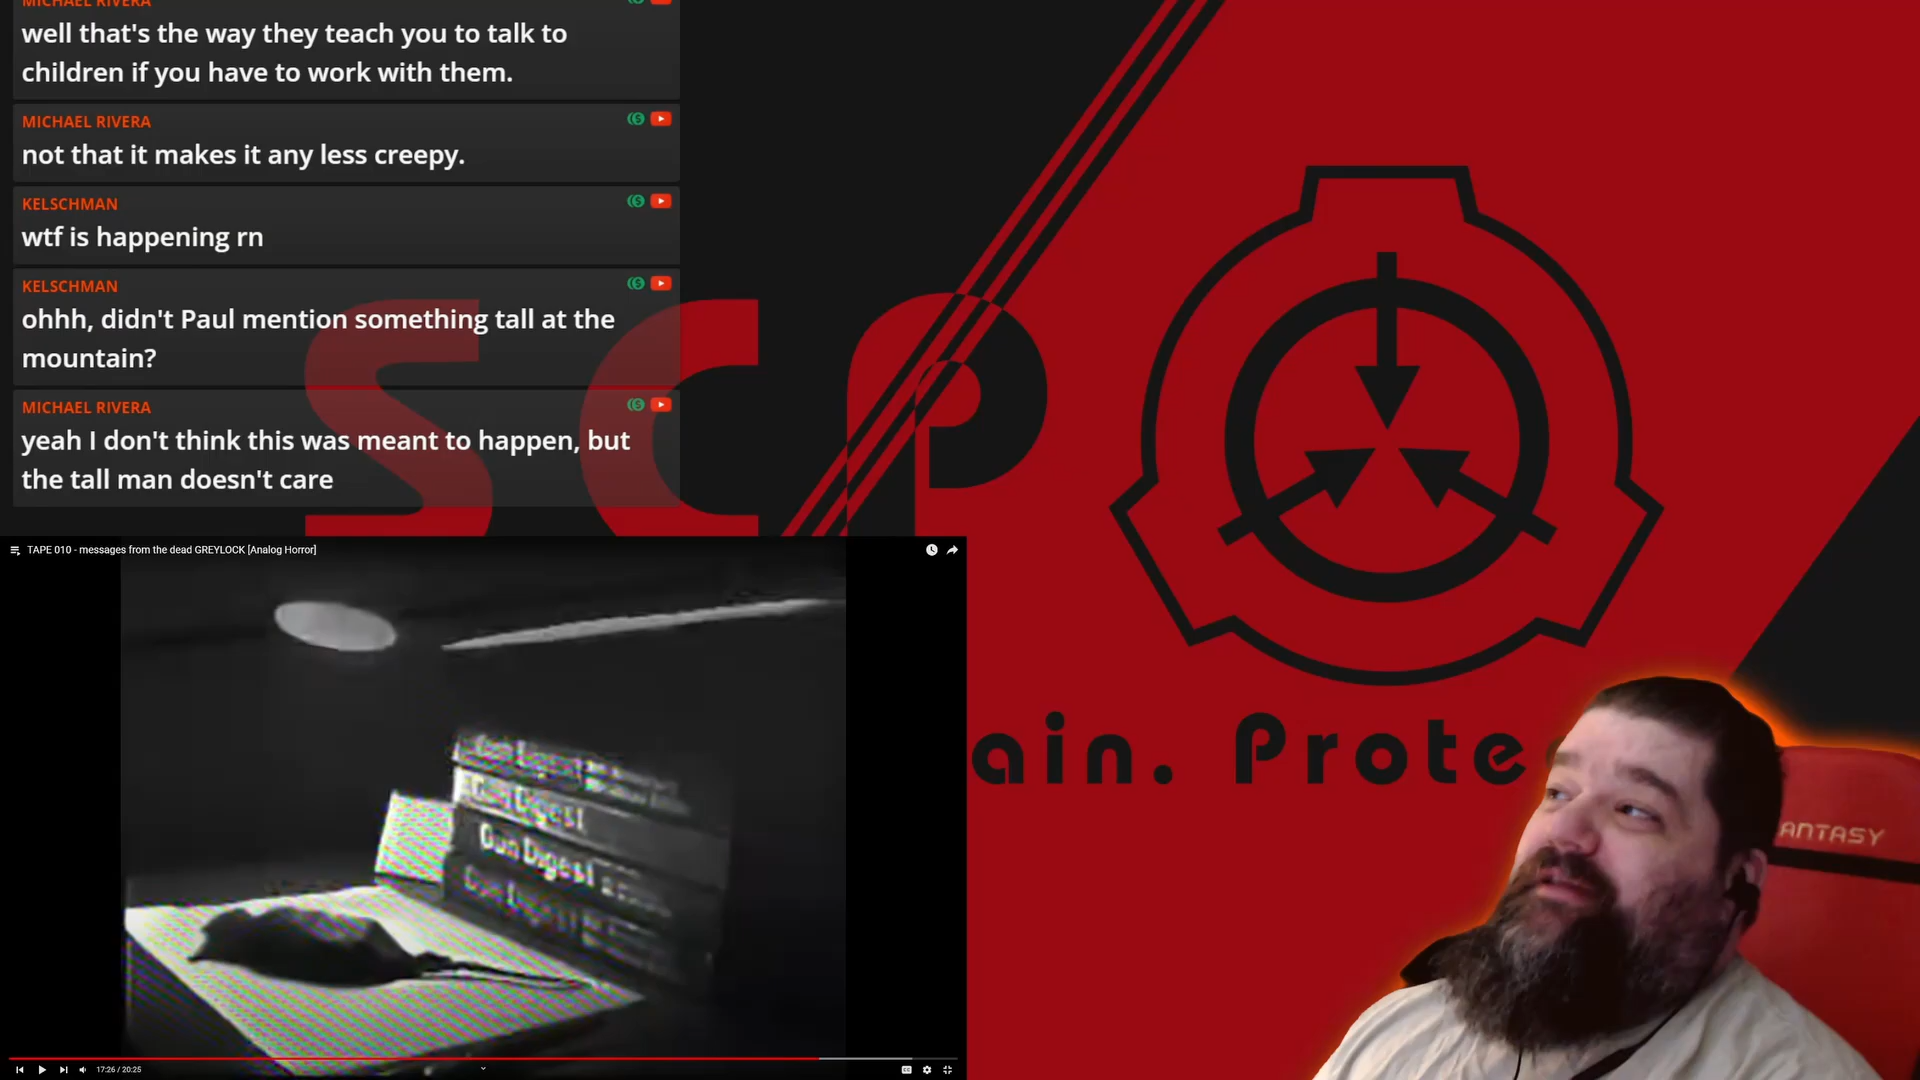 MICHAEL RIVERA
well that's the way they teach you to talk to
children if you have to work with them.
MICHAEL RIVERA
not that it makes it any less creepy.
KELSCHMAN
wtf is happening rn
KELSCHMAN
ohhh, didn't Paul mention something tall at the
mountain?
MICHAEL RIVERA
yeah I don't think this was meant to happen, but
the tall man doesn't care
SCP
ain. Prote
TAPE 010 - messages from the dead GREYLOCK [Analog Horror]
Gun Digest
Gun Digest
Gun Digest
17:26 / 20:25
ANTASY